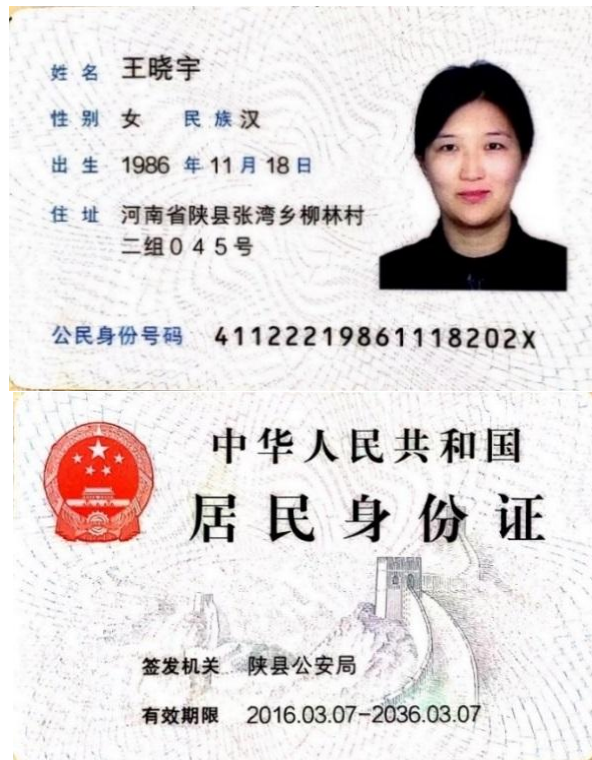 姓名 王晓宇
性别 女 民族 汉
出生 1986 年 11 月 18 日
住址 河南省陕县张湾乡柳林村
二组045号
公民身份号码 41122219861118202X
中华人民共和国
居民身份证
签发机关 陕县公安局
有效期限 2016.03.07-2036.03.07